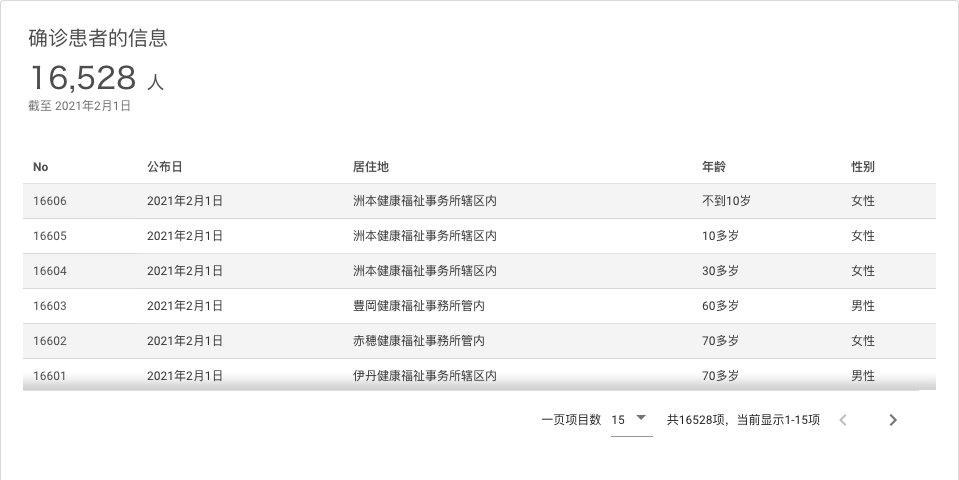 确诊患者的信息
16,528 人
截至 2021年2月1日
No 公布日 居住地 年龄 性别
16606 2021年2月1日 洲本健康福祉事务所辖区内 不到10岁 女性
16605 2021年2月1日 洲本健康福祉事务所辖区内 10多岁 女性
16604 2021年2月1日 洲本健康福祉事务所辖区内 30多岁 女性
16603 2021年2月1日 豊岡健康福祉事務所管内 60多岁 男性
16602 2021年2月1日 赤穂健康福祉事務所管内 70多岁 女性
16601 2021年2月1日 伊丹健康福祉事务所辖区内 70多岁 男性
一页项目数 15 共16528项，当前显示1-15项